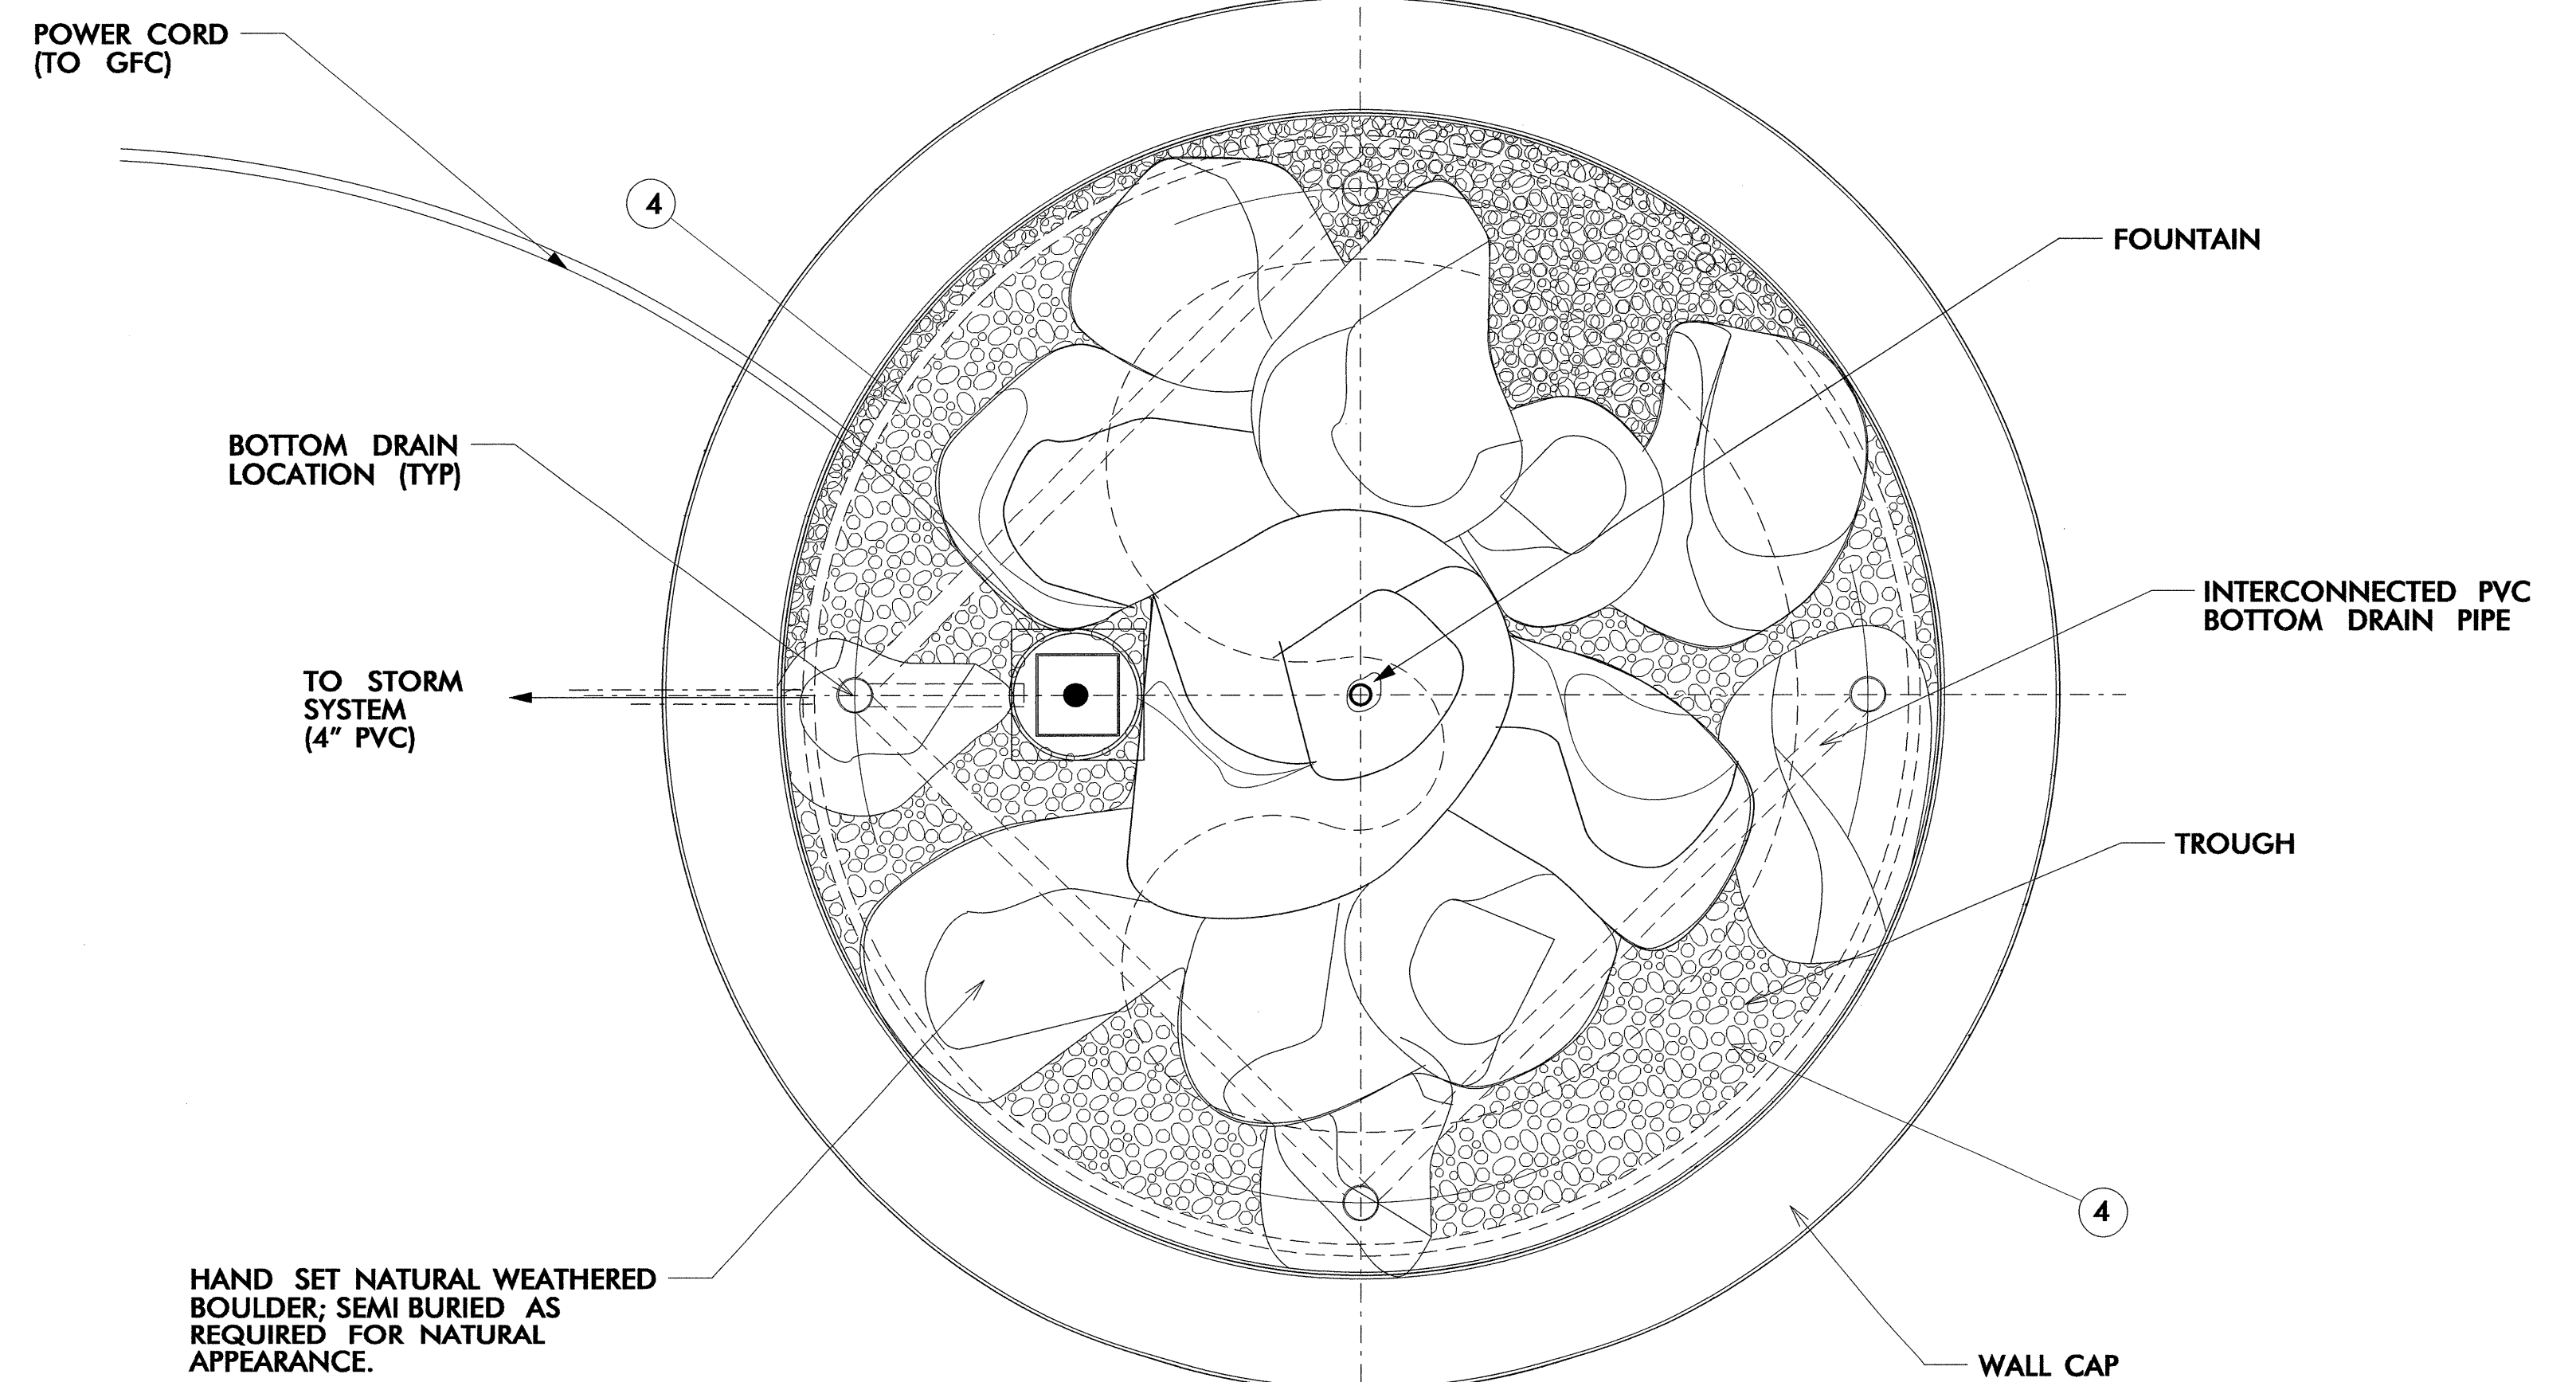 POWER CORD
(TO GFC)
4
FOUNTAIN
BOTTOM DRAIN
LOCATION (TYP)
INTERCONNECTED PVC
BOTTOM DRAIN PIPE
TO STORM
SYSTEM
(4" PVC)
TROUGH
4
HAND SET NATURAL WEATHERED
BOULDER; SEMI BURIED AS
REQUIRED FOR NATURAL
APPEARANCE.
WALL CAP